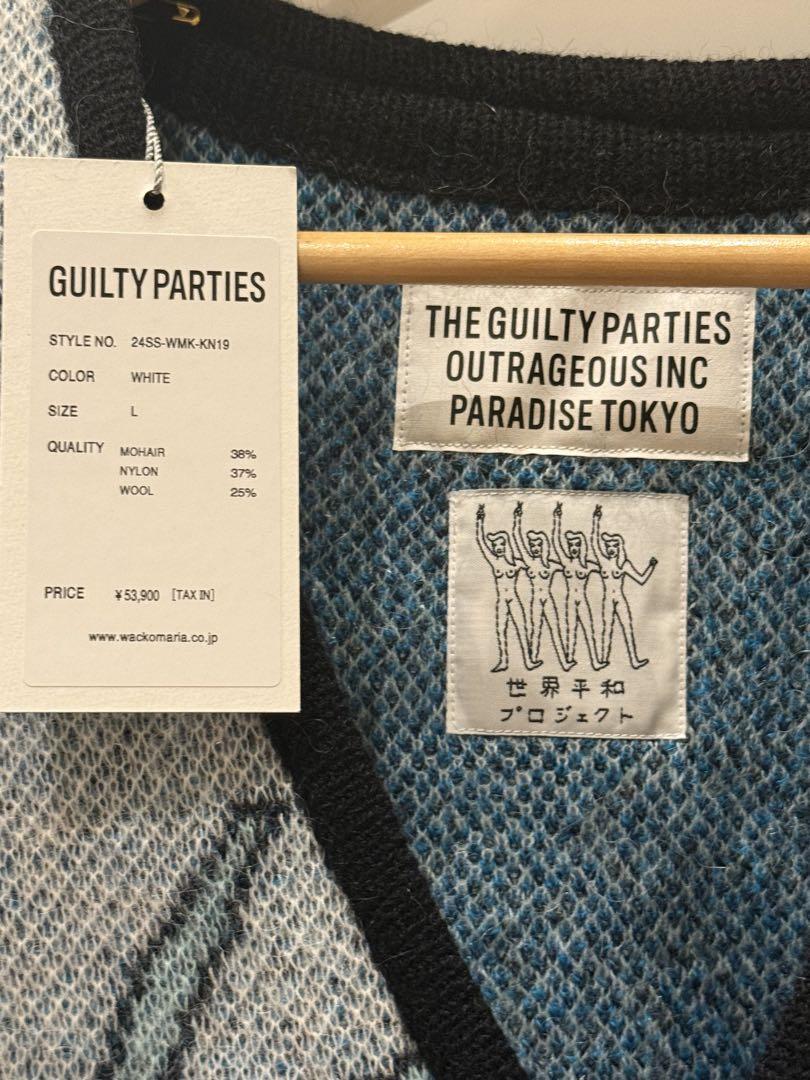 GUILTY PARTIES
STYLE NO. 24SS-WMK-KN19
COLOR WHITE
SIZE L
QUALITY MOHAIR 38%
NYLON 37%
WOOL 25%
PRICE ¥53,900 [TAX IN]
www.wackomaria.co.jp
THE GUILTY PARTIES
OUTRAGEOUS INC
PARADISE TOKYO
世界平和
プロジェクト